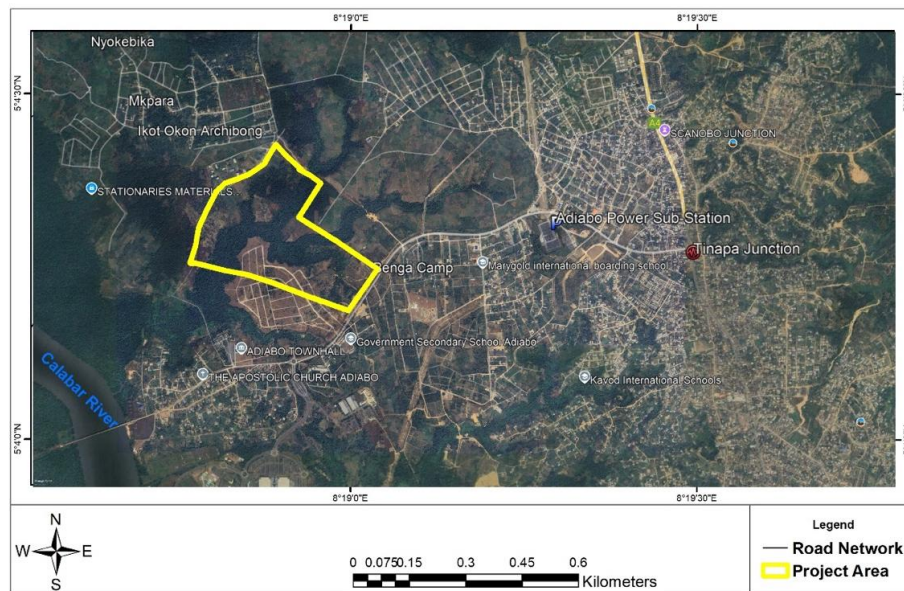 8°19'0"E
8°19'30"E
Nyokebika
5°4'30"N
Mkpara
Ikot Okon Archibong
SCANOBO JUNCTION
STATIONARIES MATERIALS..
Adiabo Power Sub-Station
Tinapa Junction
Senga Camp
Marygold international boarding school
Government Secondary School Adiabo
ADIABO TOWNHALL
Calabar River
THE APOSTOLIC CHURCH ADIABO
Kavod International Schools
5°4'0"N
8°19'0"E
8°19'30"E
N
W
E
S
0 0.0750.15 0.3 0.45 0.6
Kilometers
Legend
Road Network
Project Area